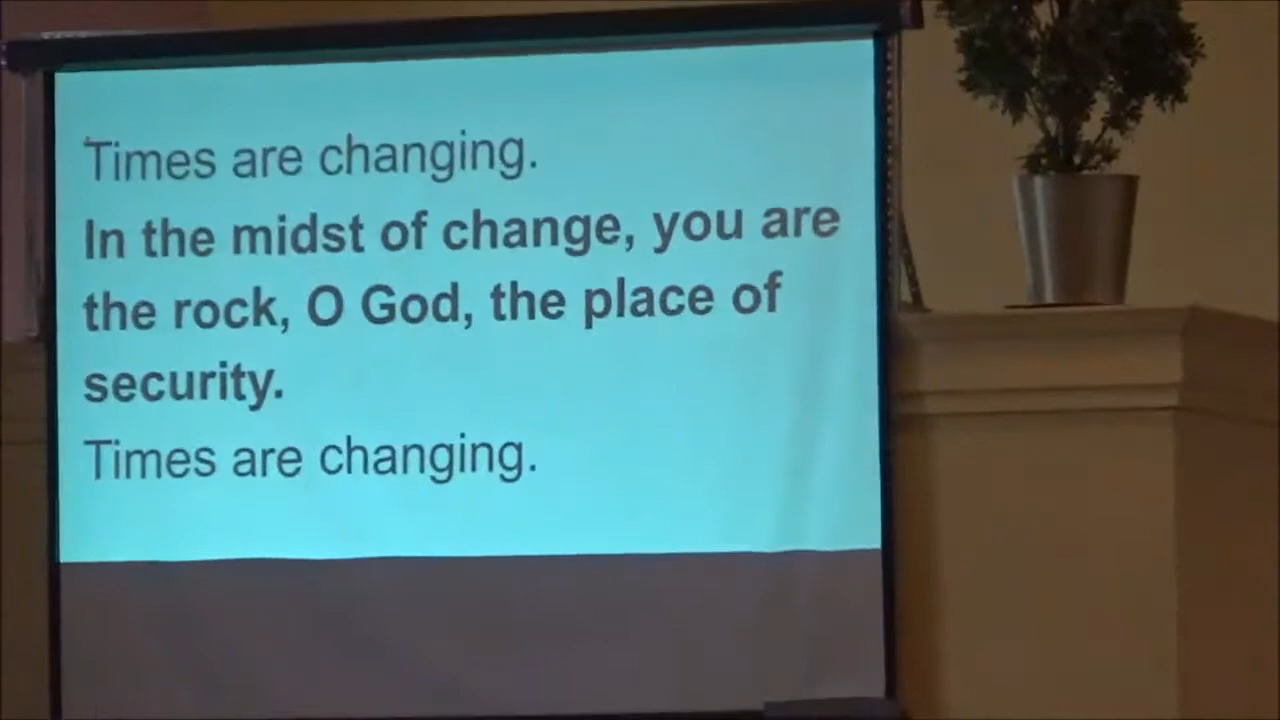 Times are changing.
In the midst of change, you are
the rock, O God, the place of
security.
Times are changing.